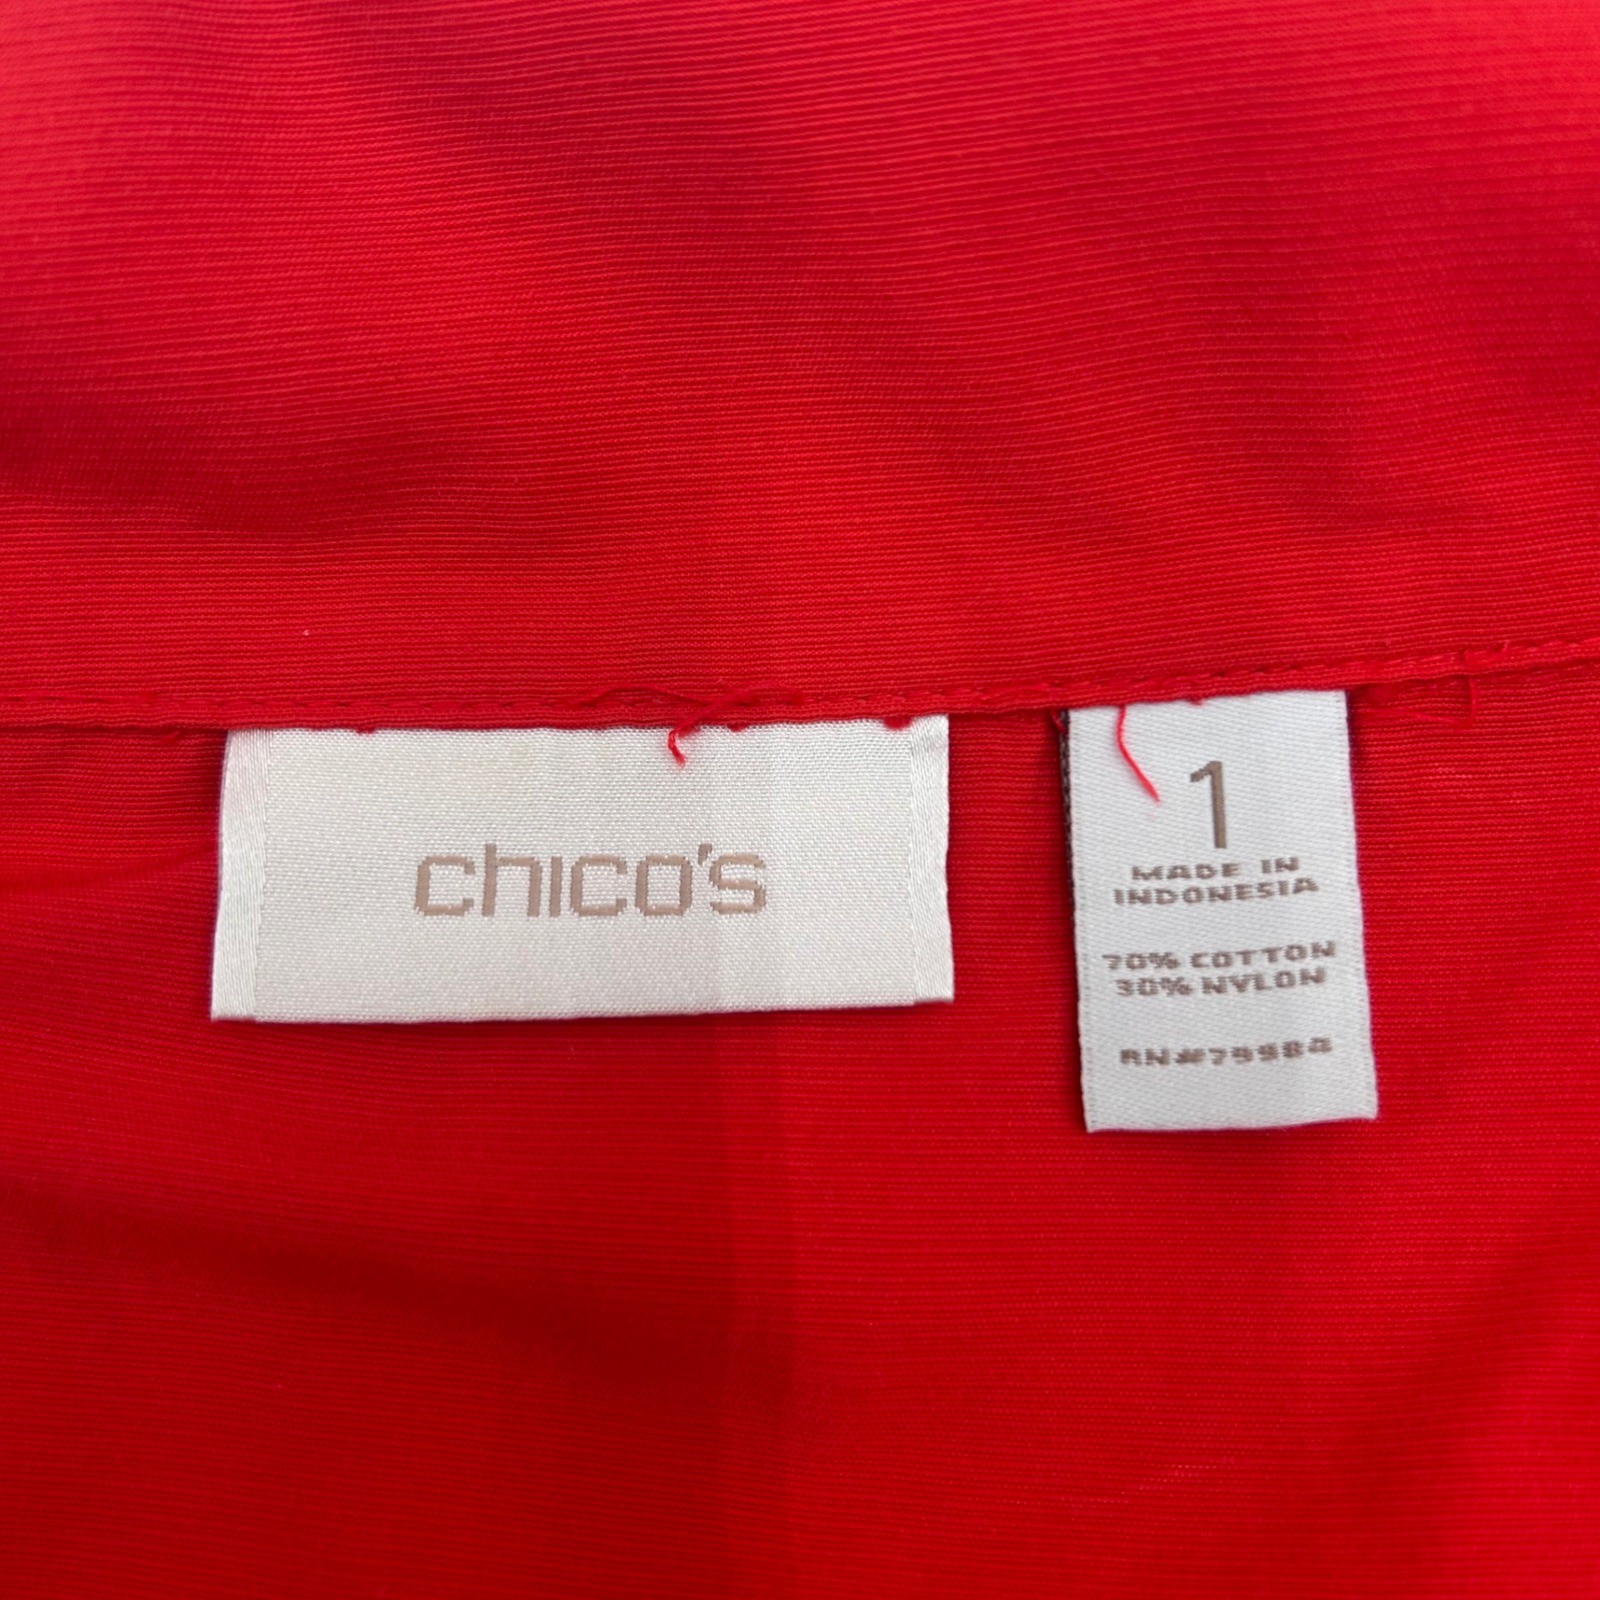 chico's
1
MADE IN
INDONESIA
70% COTTON
30% NYLON
RN#79984